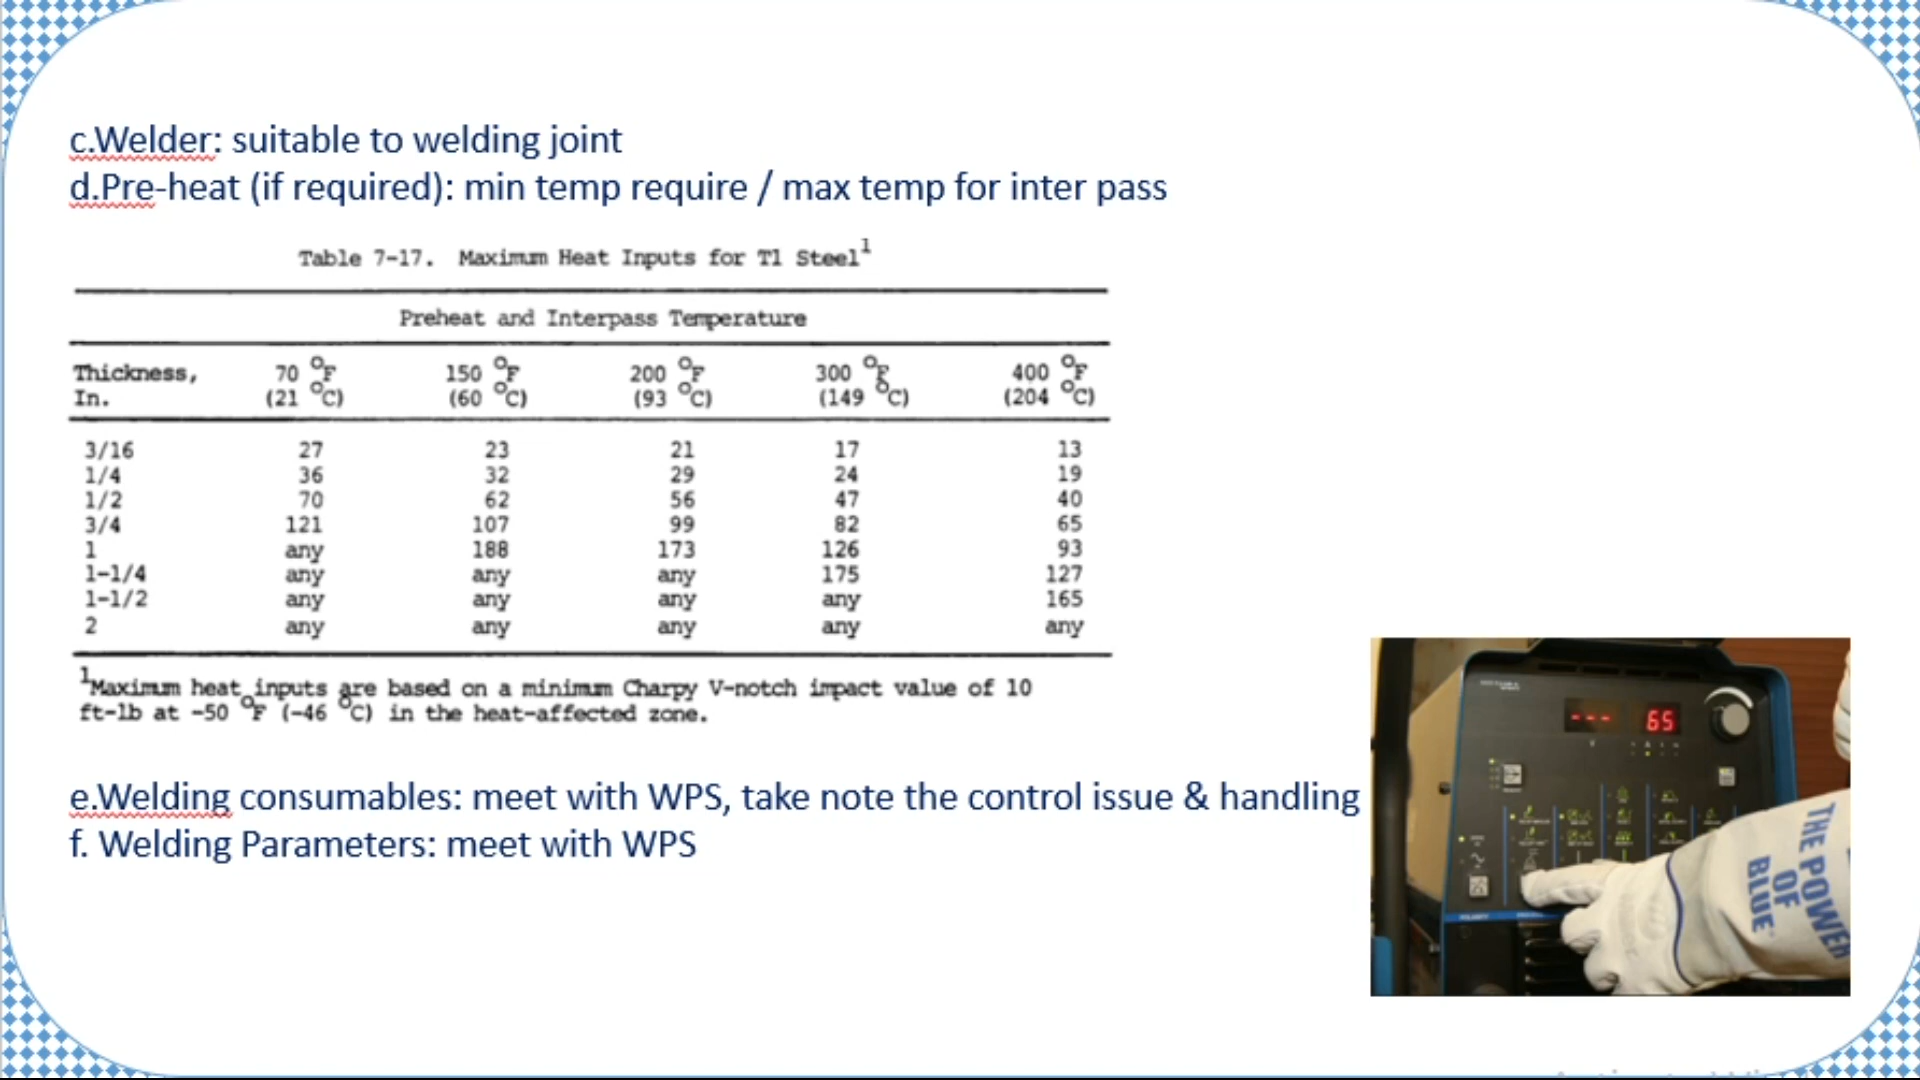 c.Welder: suitable to welding joint
d.Pre-heat (if required): min temp require / max temp for inter pass
Table 7-17. Maximum Heat Inputs for T1 Steel1
Preheat and Interpass Temperature
Thickness, 70 °F 150 °F 200 °F 300 °F 400 °F
In. (21 °C) (60 °C) (93 °C) (149 °C) (204 °C)
3/16 27 23 21 17 13
1/4 36 32 29 24 19
1/2 70 62 56 47 40
3/4 121 107 99 82 65
1 any 188 173 126 93
1-1/4 any any any 175 127
1-1/2 any any any any 165
2 any any any any any
1Maximum heat inputs are based on a minimum Charpy V-notch impact value of 10
ft-lb at -50 °F (-46 °C) in the heat-affected zone.
--- 65
THE POWER
OF
BLUE
e.Welding consumables: meet with WPS, take note the control issue & handling
f. Welding Parameters: meet with WPS